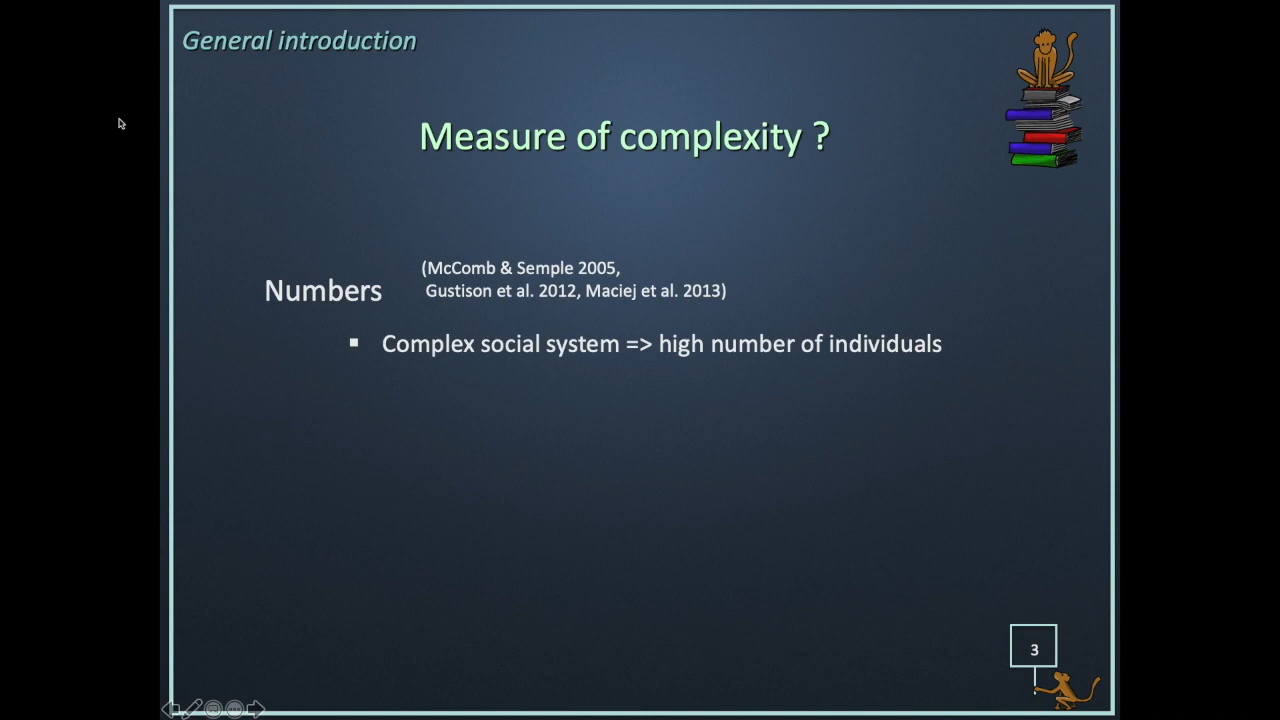 General introduction
Measure of complexity ?
(McComb & Semple 2005,
Numbers Gustison et al. 2012, Maciej et al. 2013)
▪ Complex social system => high number of individuals
3